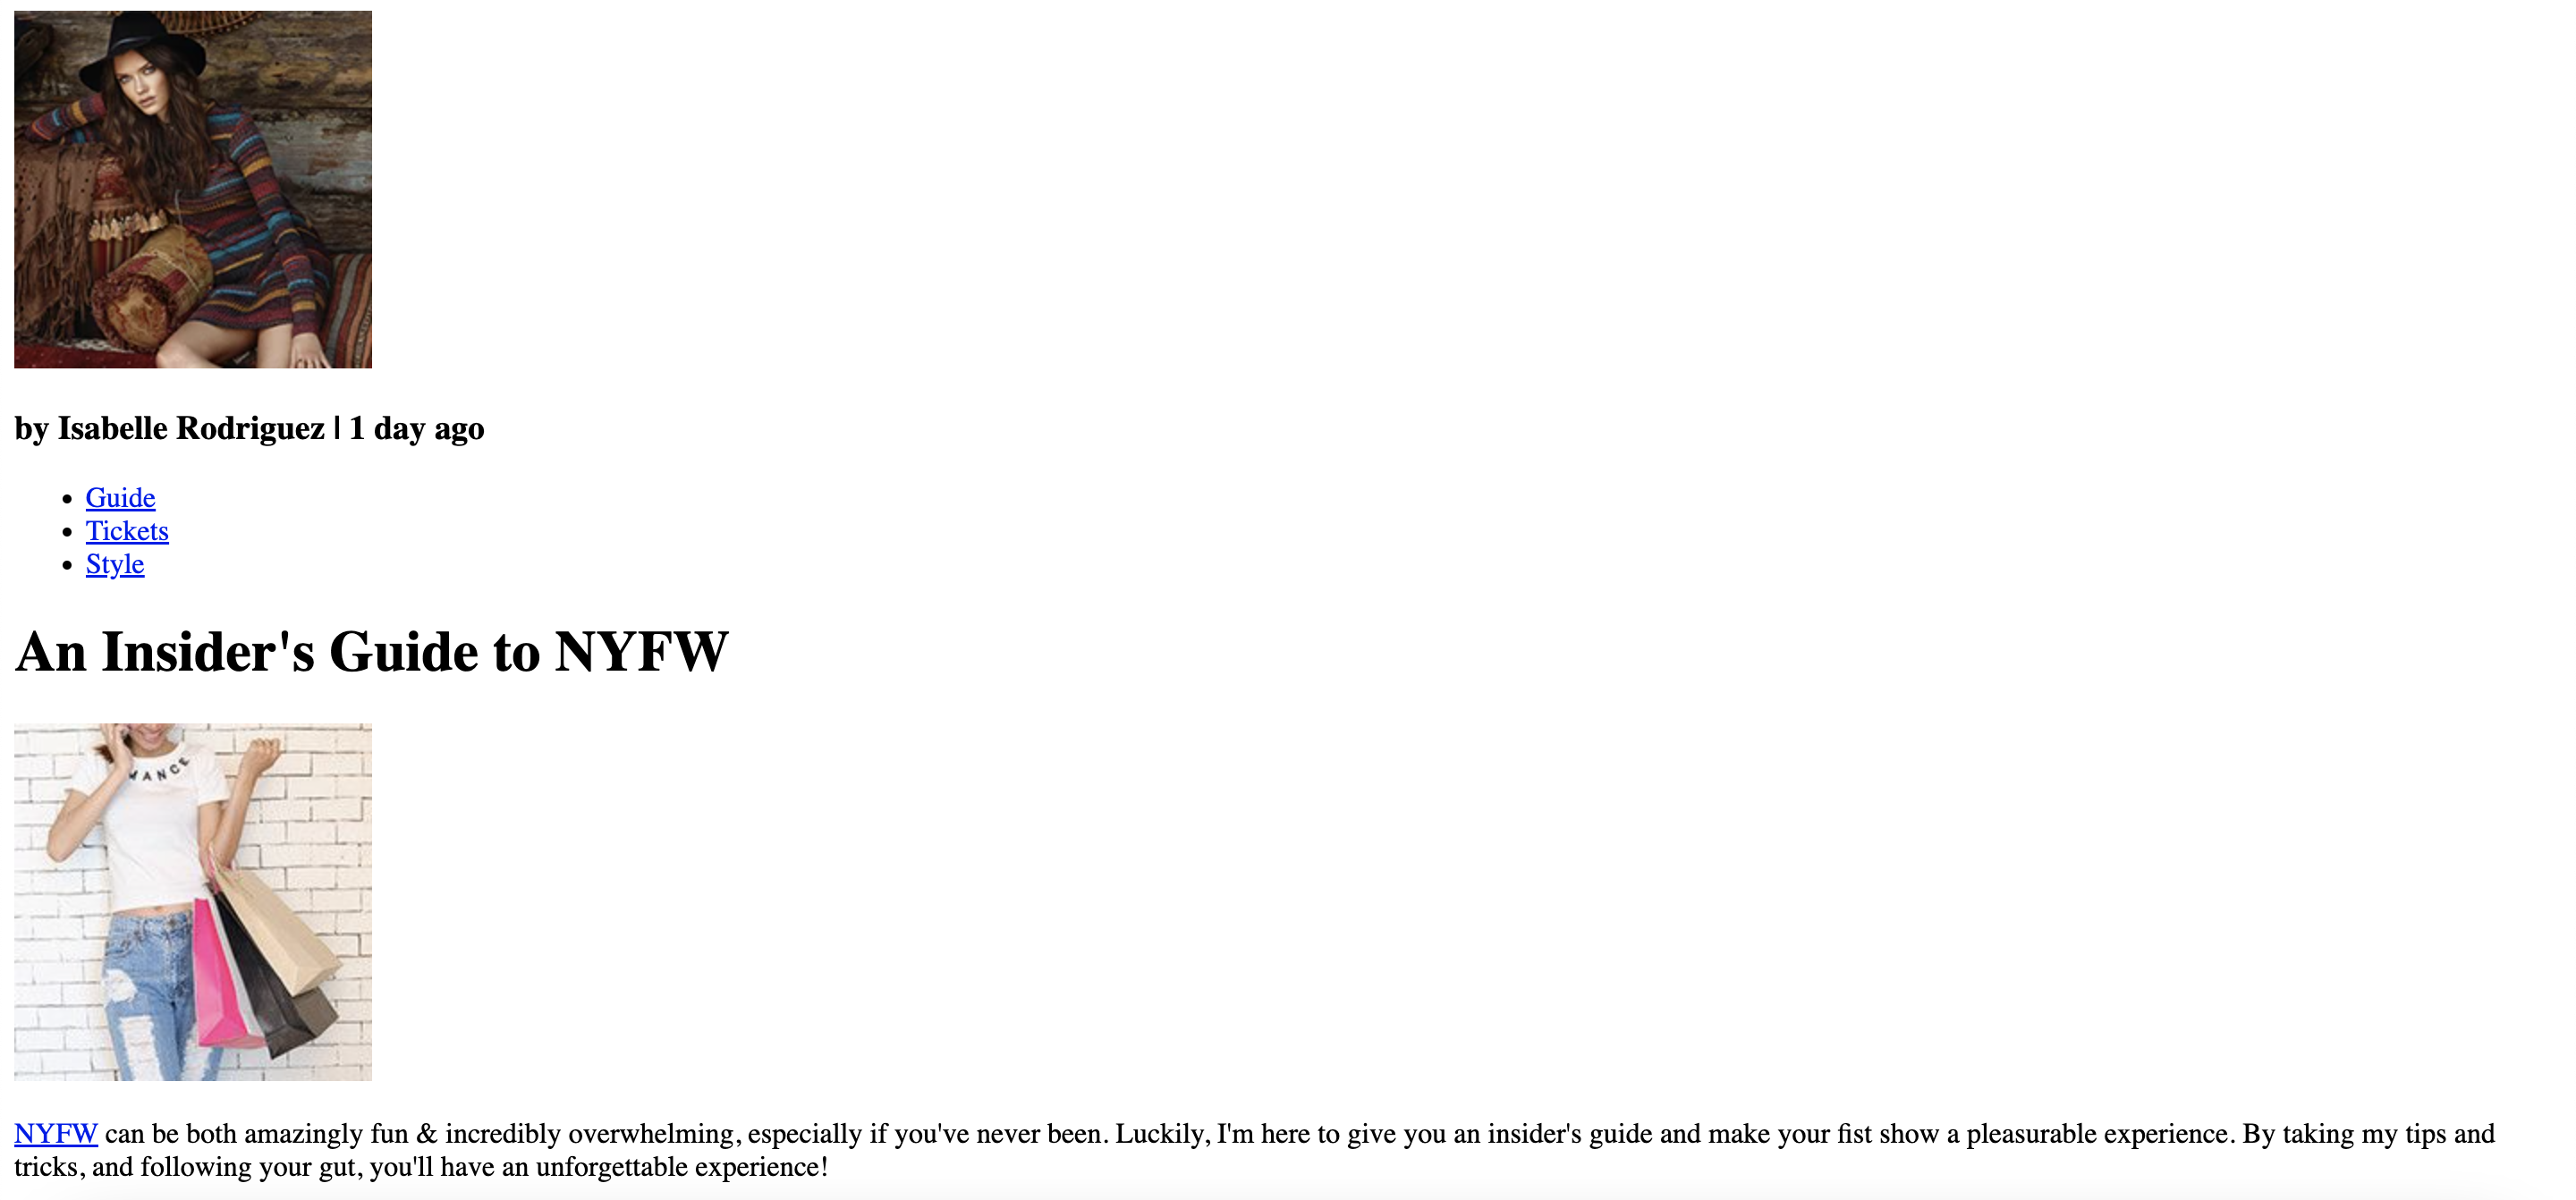 by Isabelle Rodriguez | 1 day ago
Guide
Tickets
Style
An Insider's Guide to NYFW
NYFW can be both amazingly fun & incredibly overwhelming, especially if you've never been. Luckily, I'm here to give you an insider's guide and make your fist show a pleasurable experience. By taking my tips and
tricks, and following your gut, you'll have an unforgettable experience!